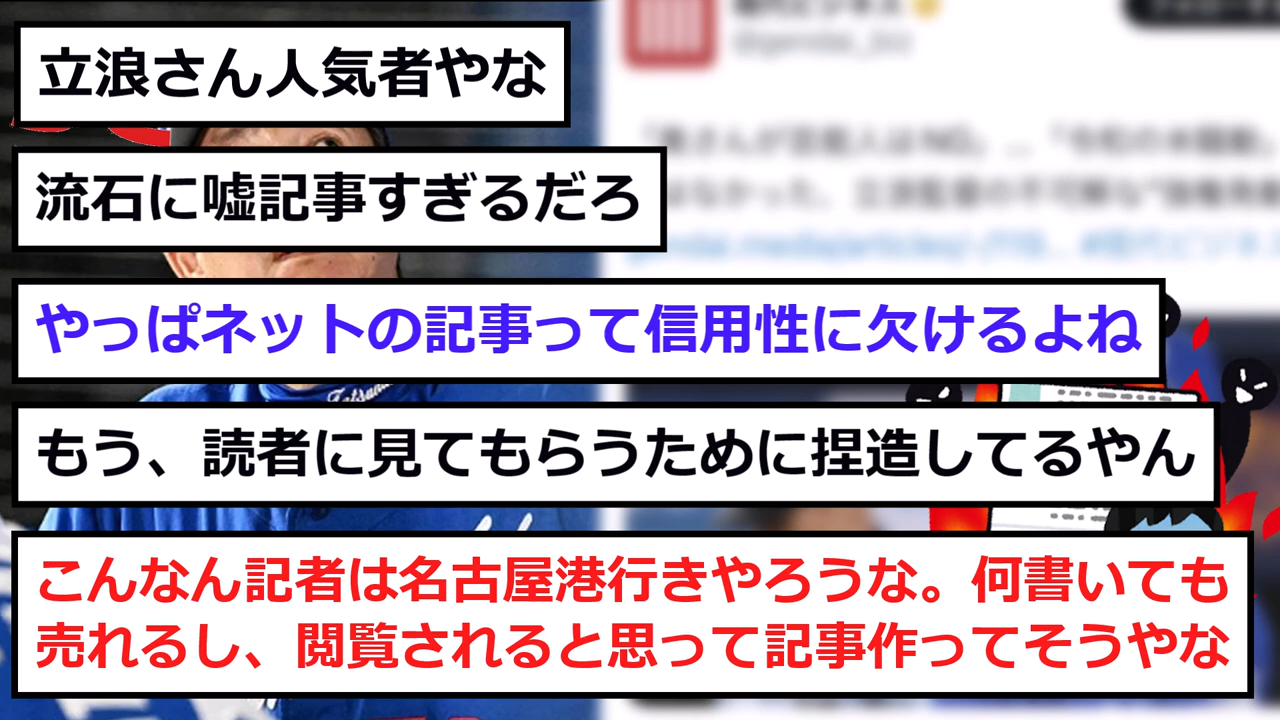 立浪さん人気者やな
流石に嘘記事すぎるだろ
やっぱネットの記事って信用性に欠けるよね
もう、読者に見てもらうために捏造してるやん
こんなん記者は名古屋港行きやろうな。何書いても
売れるし、閲覧されると思って記事作ってそうやな